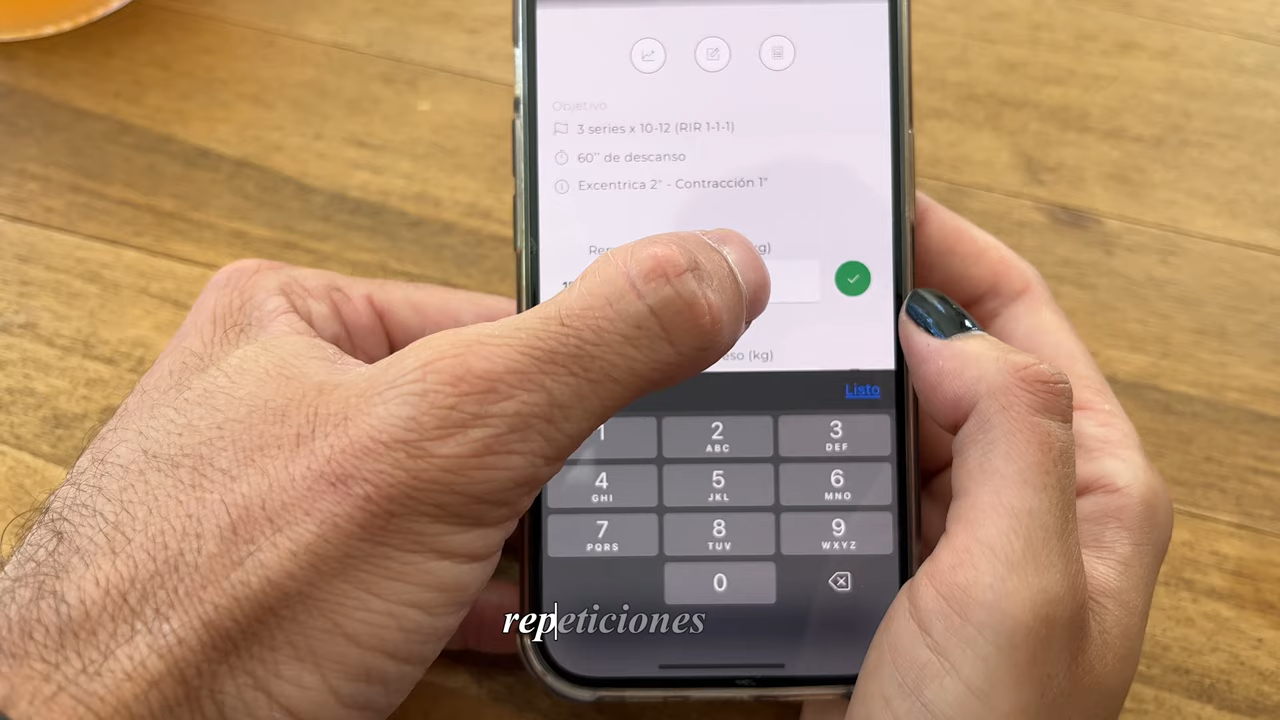 Objetivo
3 series x 10-12 (RIR 1-1-1)
60'' de descanso
Excentrica 2" - Contracción 1"
Listo
1
2
ABC
3
DEF
4
GHI
5
JKL
6
MNO
7
PQRS
8
TUV
9
WXYZ
0
repeticiones